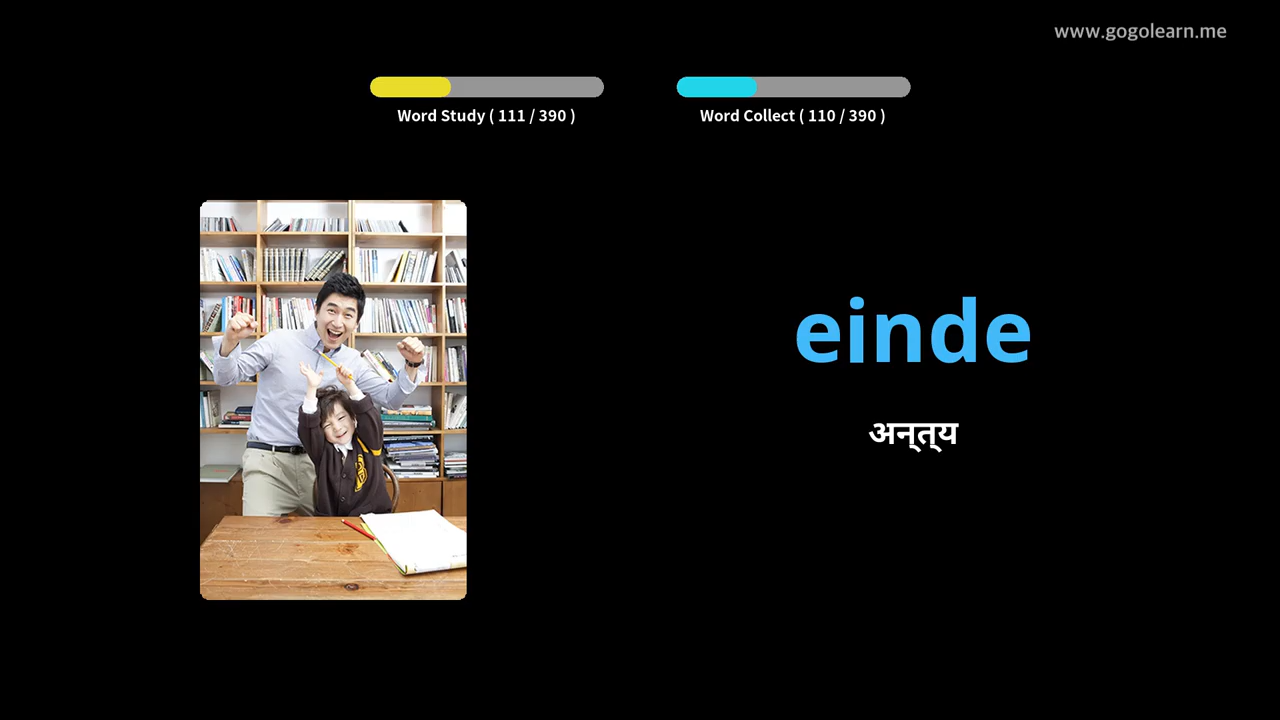 www.gogolearn.me
Word Study ( 111 / 390 )
Word Collect ( 110 / 390 )
einde
अन्‌त्‌य